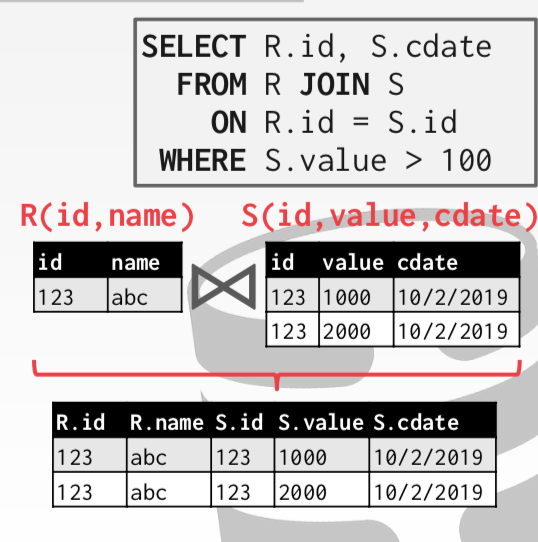 SELECT R.id, S.cdate
FROM R JOIN S
ON R.id = S.id
WHERE S.value > 100
R(id,name) S(id,value,cdate)
id name id value cdate
123 abc 123 1000 10/2/2019
123 2000 10/2/2019
R.id R.name S.id S.value S.cdate
123 abc 123 1000 10/2/2019
123 abc 123 2000 10/2/2019